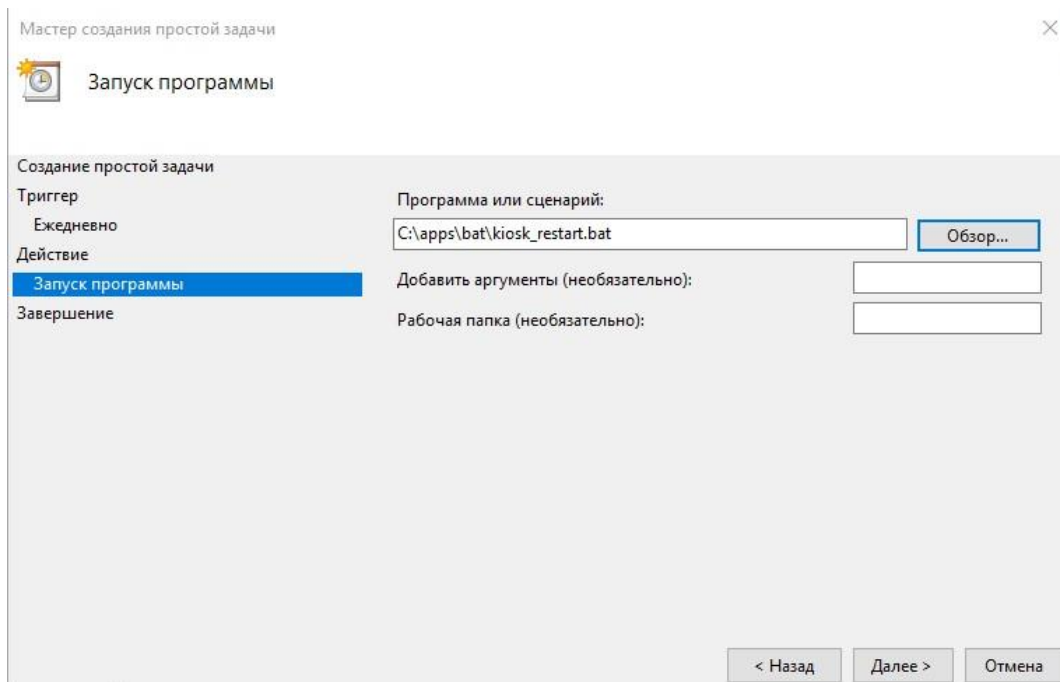 Мастер создания простой задачи
Запуск программы
Создание простой задачи
Триггер
Ежедневно
Действие
Запуск программы
Завершение
Программа или сценарий:
C:\apps\bat\kiosk_restart.bat
Обзор...
Добавить аргументы (необязательно):
Рабочая папка (необязательно):
< Назад
Далее >
Отмена